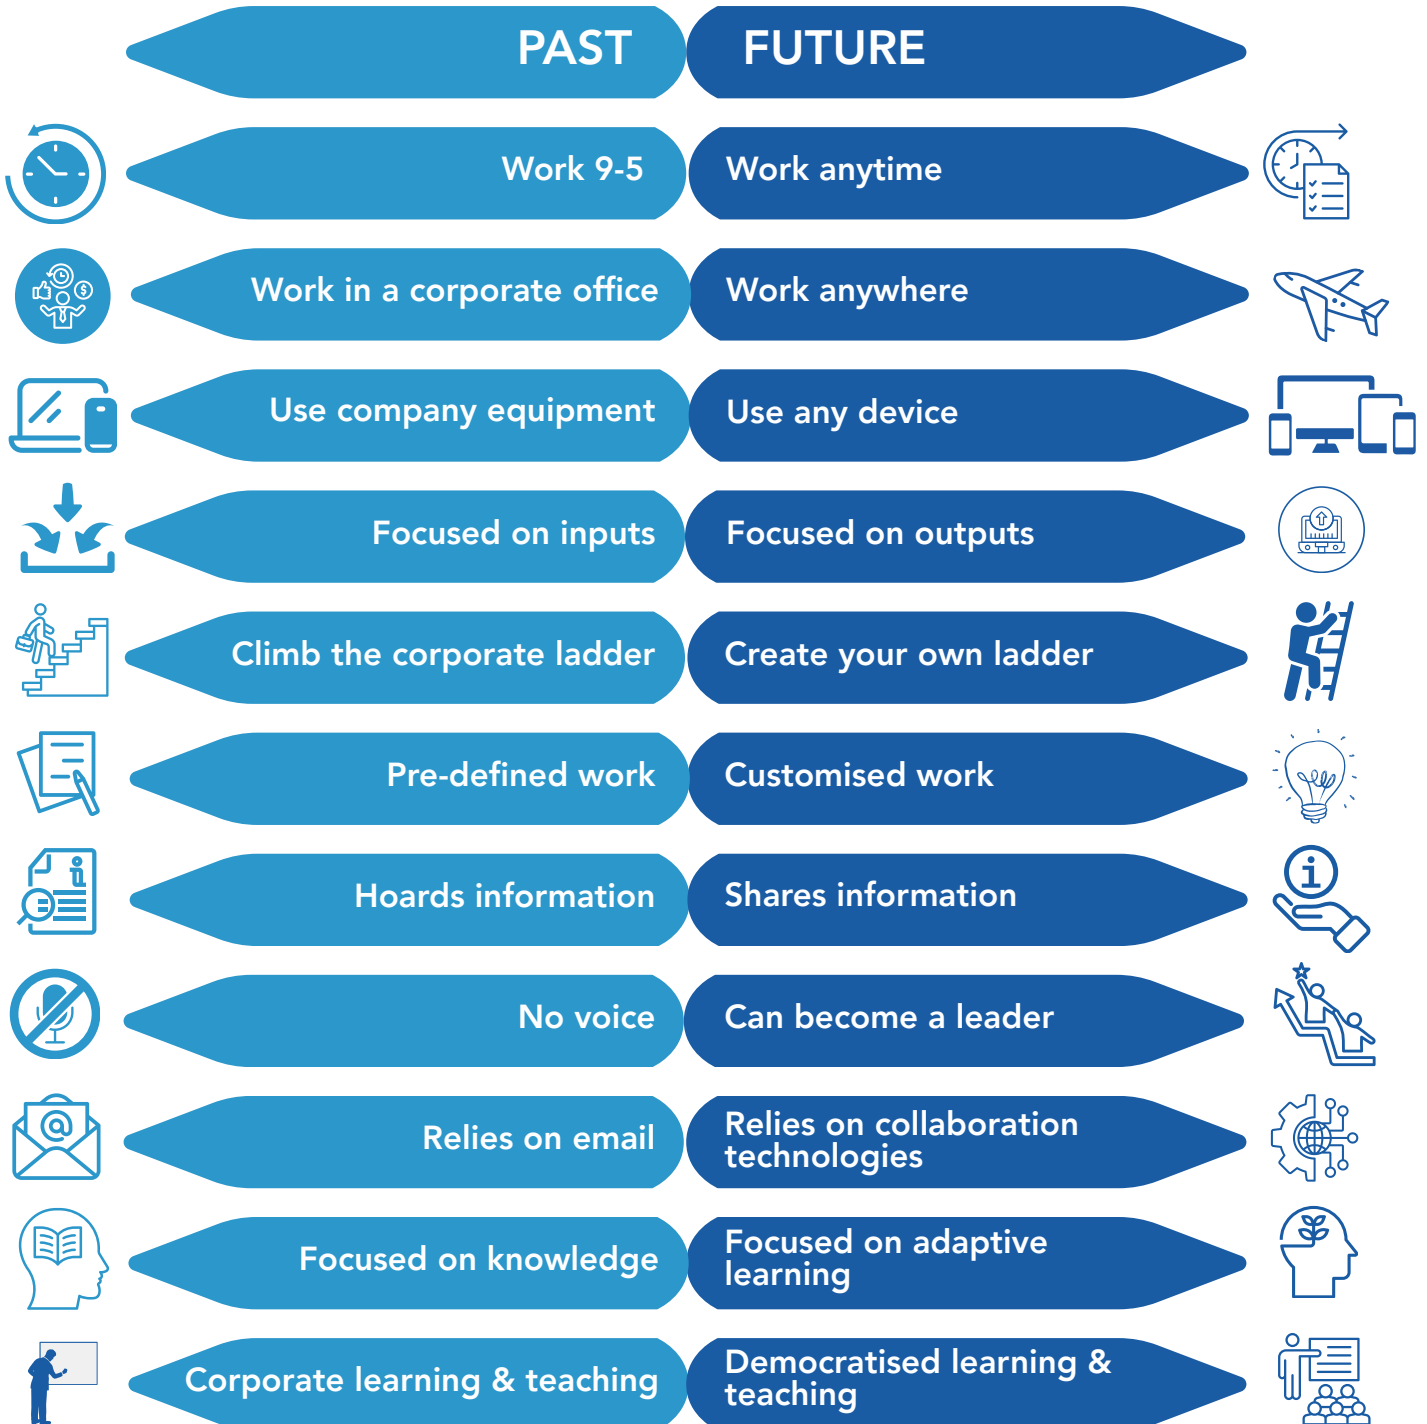 PAST
FUTURE
Work 9-5
Work anytime
Work in a corporate office
Work anywhere
Use company equipment
Use any device
Focused on inputs
Focused on outputs
Climb the corporate ladder
Create your own ladder
Pre-defined work
Customised work
Hoards information
Shares information
No voice
Can become a leader
Relies on email
Relies on collaboration
technologies
Focused on knowledge
Focused on adaptive
learning
Corporate learning & teaching
Democratised learning &
teaching